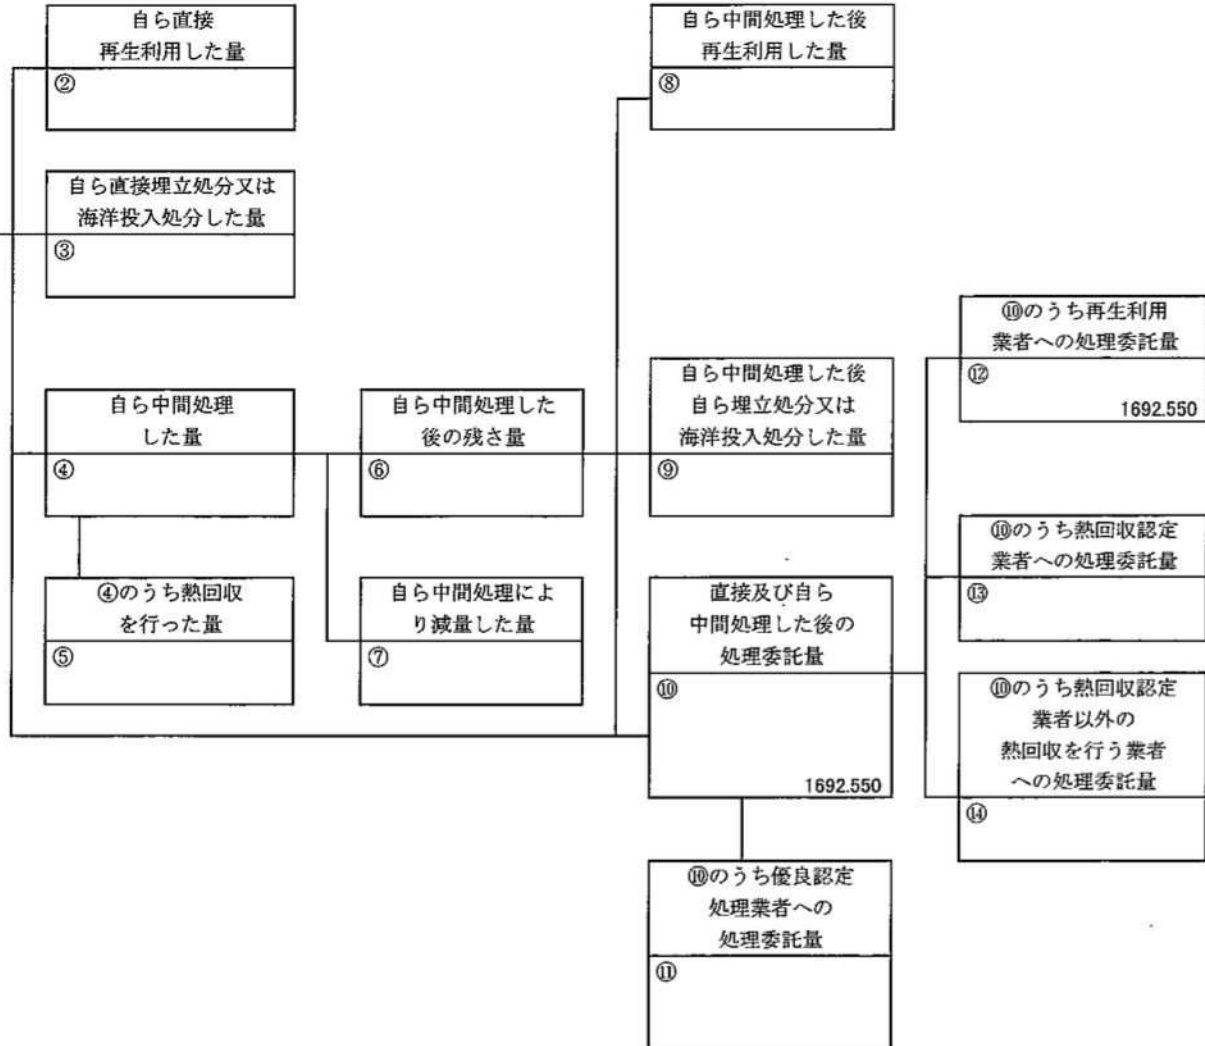 自ら直接
再生利用した量
②
自ら中間処理した後
再生利用した量
⑧
自ら直接埋立処分又は
海洋投入処分した量
③
⑩のうち再生利用
業者への処理委託量
⑫
1692.550
自ら中間処理
した量
④
自ら中間処理した
後の残さ量
⑥
自ら中間処理した後
自ら埋立処分又は
海洋投入処分した量
⑨
⑩のうち熱回収認定
業者への処理委託量
⑬
④のうち熱回収
を行った量
⑤
自ら中間処理によ
り減量した量
⑦
直接及び自ら
中間処理した後の
処理委託量
⑩
1692.550
⑩のうち熱回収認定
業者以外の
熱回収を行う業者
への処理委託量
⑭
⑩のうち優良認定
処理業者への
処理委託量
⑪